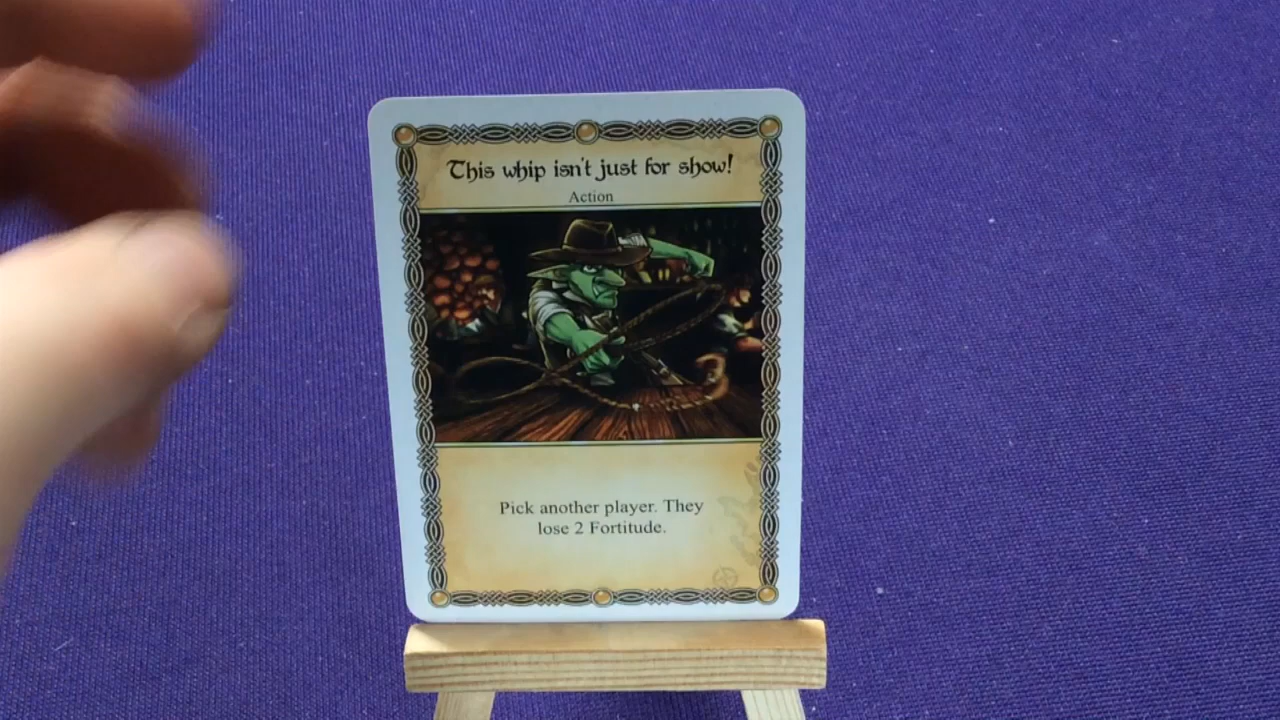 This whip isn't just for show!
Action
Pick another player. They
lose 2 Fortitude.